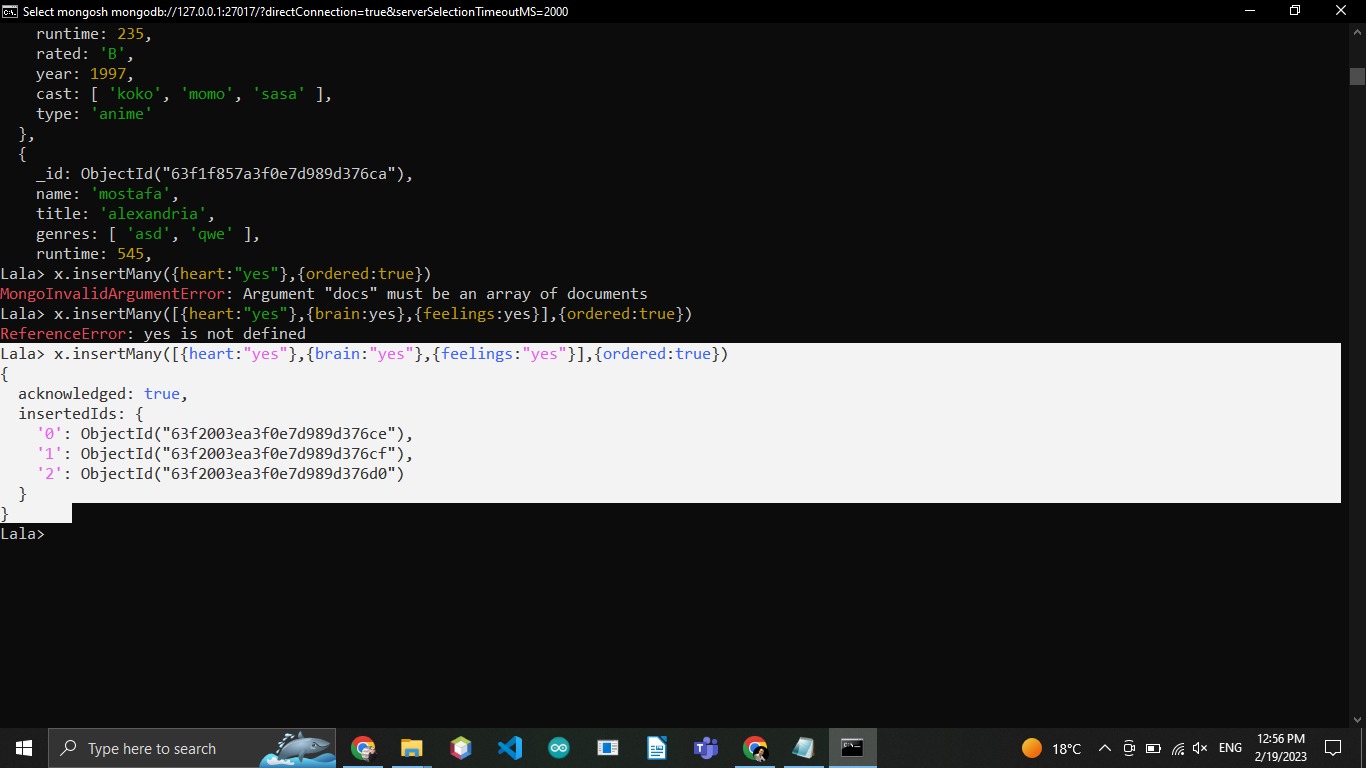 Select mongosh mongodb://127.0.0.1:27017/?directConnection=true&serverSelectionTimeoutMS=2000
runtime: 235,
rated: 'B',
year: 1997,
cast: [ 'koko', 'momo', 'sasa' ],
type: 'anime'
},
{
_id: ObjectId("63f1f857a3f0e7d989d376ca"),
name: 'mostafa',
title: 'alexandria',
genres: [ 'asd', 'qwe' ],
runtime: 545,
Lala> x.insertMany({heart:"yes"},{ordered:true})
MongoInvalidArgumentError: Argument "docs" must be an array of documents
Lala> x.insertMany([{heart:"yes"},{brain:yes},{feelings:yes}],{ordered:true})
ReferenceError: yes is not defined
Lala> x.insertMany([{heart:"yes"},{brain:"yes"},{feelings:"yes"}],{ordered:true})
{
acknowledged: true,
insertedIds: {
'0': ObjectId("63f2003ea3f0e7d989d376ce"),
'1': ObjectId("63f2003ea3f0e7d989d376cf"),
'2': ObjectId("63f2003ea3f0e7d989d376d0")
}
}
Lala>
Type here to search
18°C
ENG
12:56 PM
2/19/2023